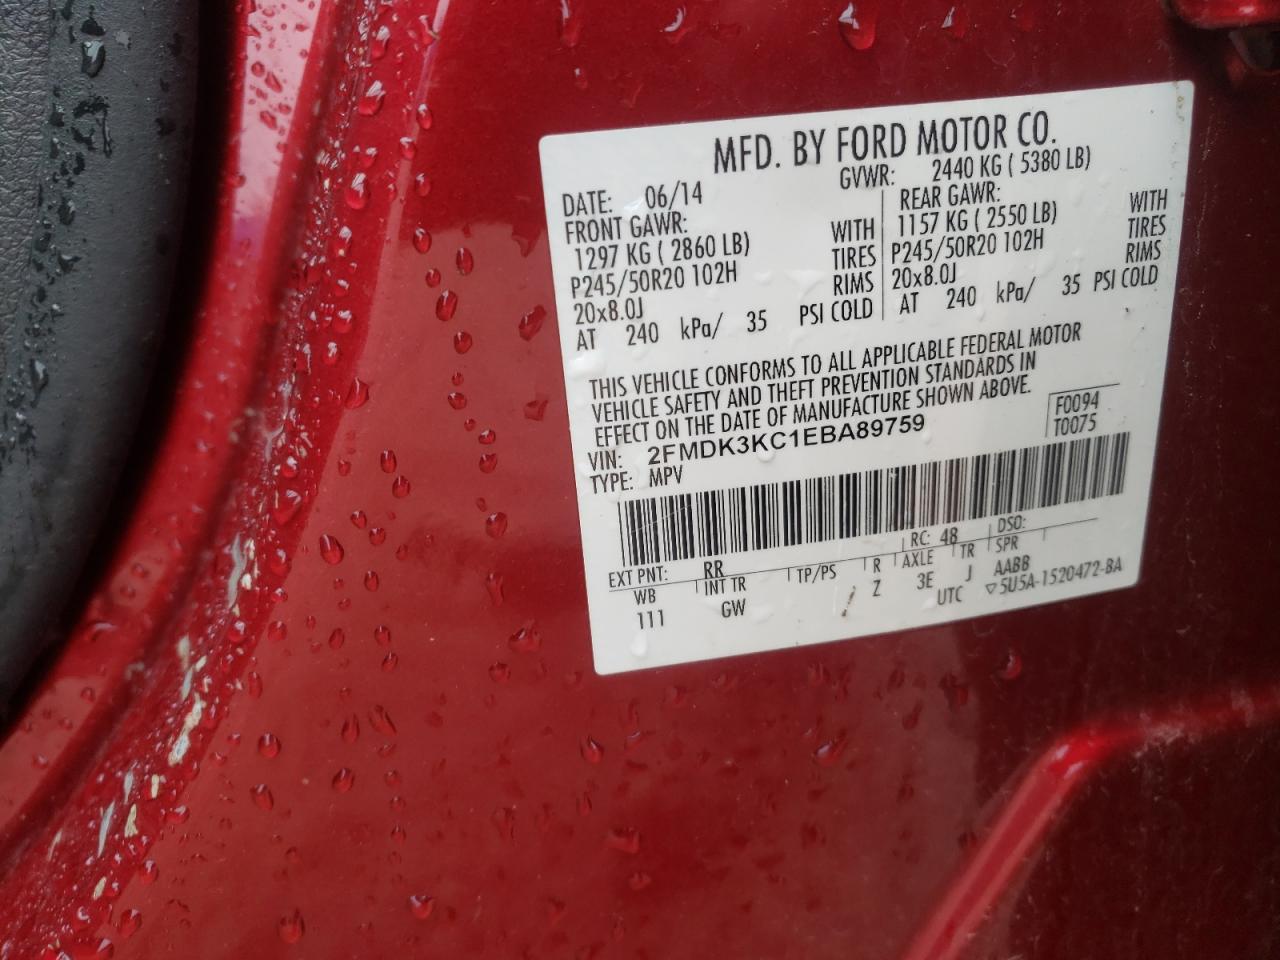 MFD. BY FORD MOTOR CO.
DATE: 06/14 GVWR: 2440 KG ( 5380 LB)
FRONT GAWR: REAR GAWR:
1297 KG ( 2860 LB) WITH 1157 KG ( 2550 LB) WITH
P245/50R20 102H TIRES P245/50R20 102H TIRES
20x8.0J RIMS 20x8.0J RIMS
AT 240 kPa/ 35 PSI COLD AT 240 kPa/ 35 PSI COLD
THIS VEHICLE CONFORMS TO ALL APPLICABLE FEDERAL MOTOR
VEHICLE SAFETY AND THEFT PREVENTION STANDARDS IN
EFFECT ON THE DATE OF MANUFACTURE SHOWN ABOVE.
F0094
VIN: 2FMDK3KC1EBA89759 T0075
TYPE: MPV
EXT PNT: RR RC: 48 DSO:
WB INT TR TP/PS R AXLE TR SPR
111 GW Z 3E J AABB
UTC ▽5U5A-1520472-BA